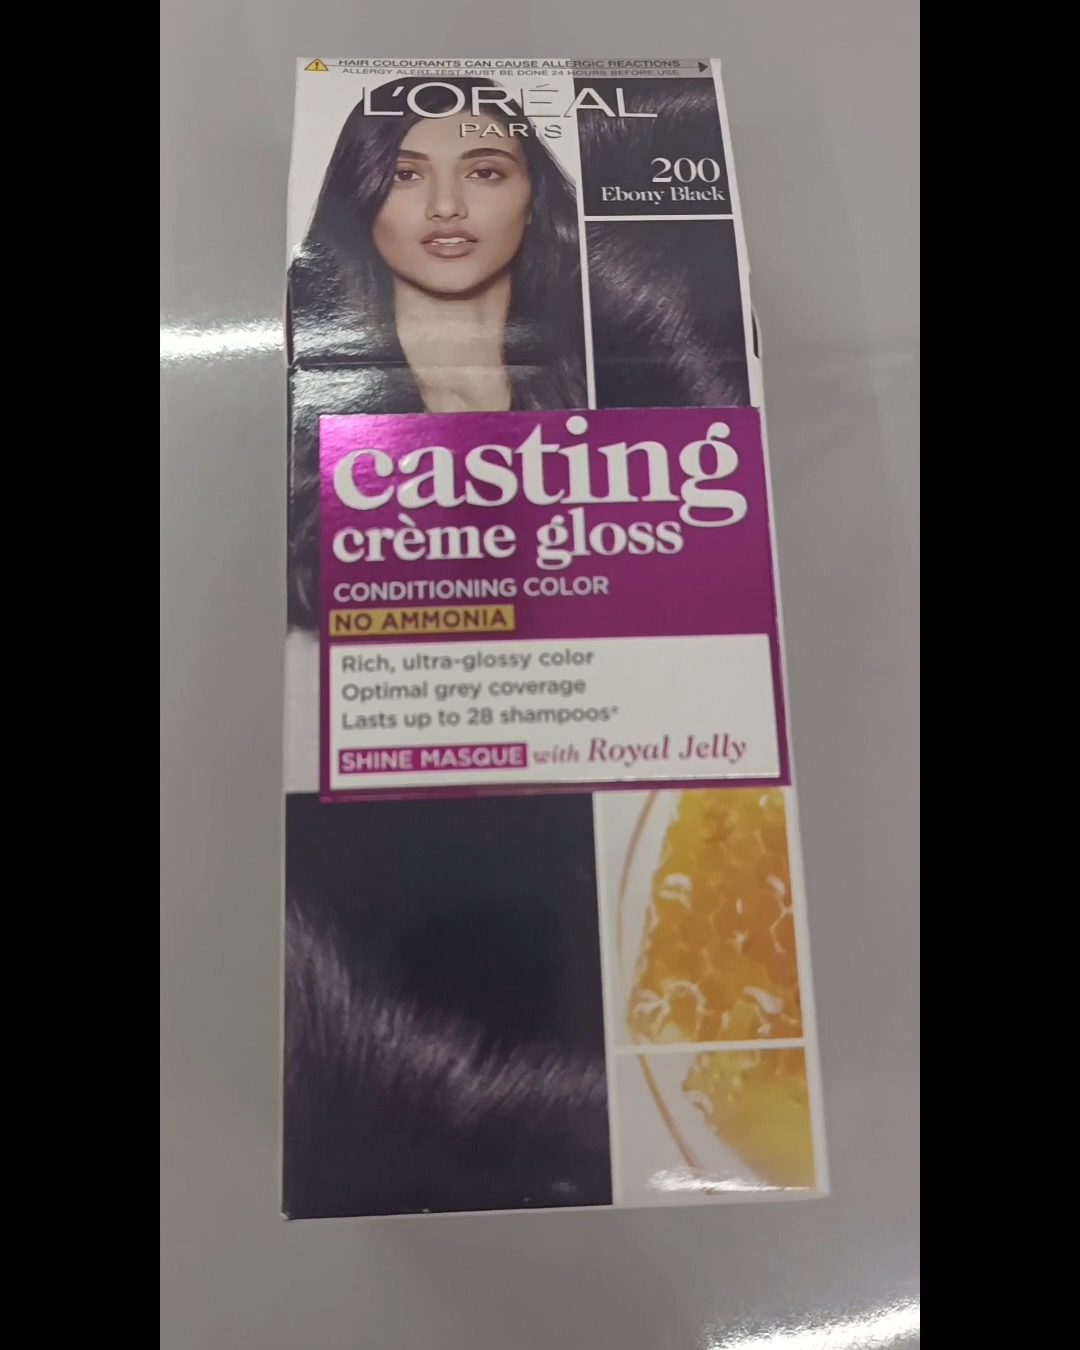 HAIR COLOURANTS CAN CAUSE ALLERGIC REACTIONS
ALLERGY ALERT TEST MUST BE DONE 24 HOURS BEFORE USE
L'ORÉAL
PARIS
200
Ebony Black
casting
crème gloss
CONDITIONING COLOR
NO AMMONIA
Rich, ultra-glossy color
Optimal grey coverage
Lasts up to 28 shampoos*
SHINE MASQUE with Royal Jelly